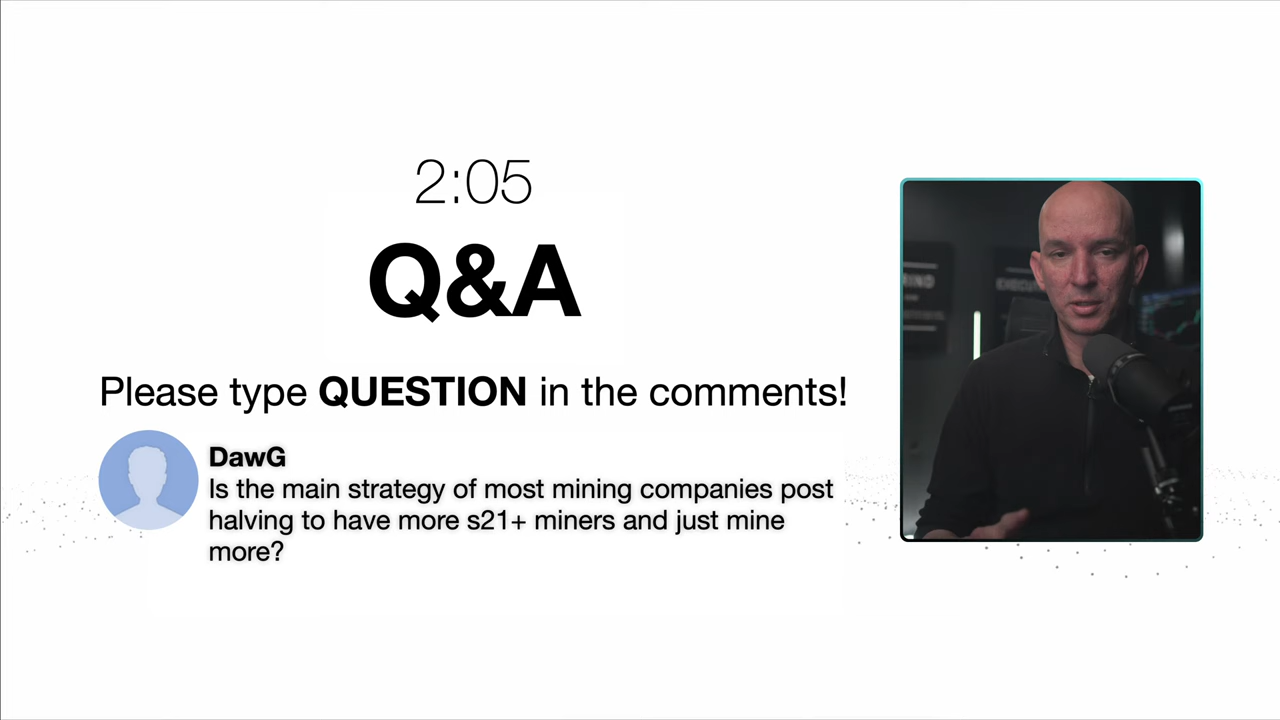 2:05
Q&A
Please type QUESTION in the comments!
DawG
Is the main strategy of most mining companies post
halving to have more s21+ miners and just mine
more?